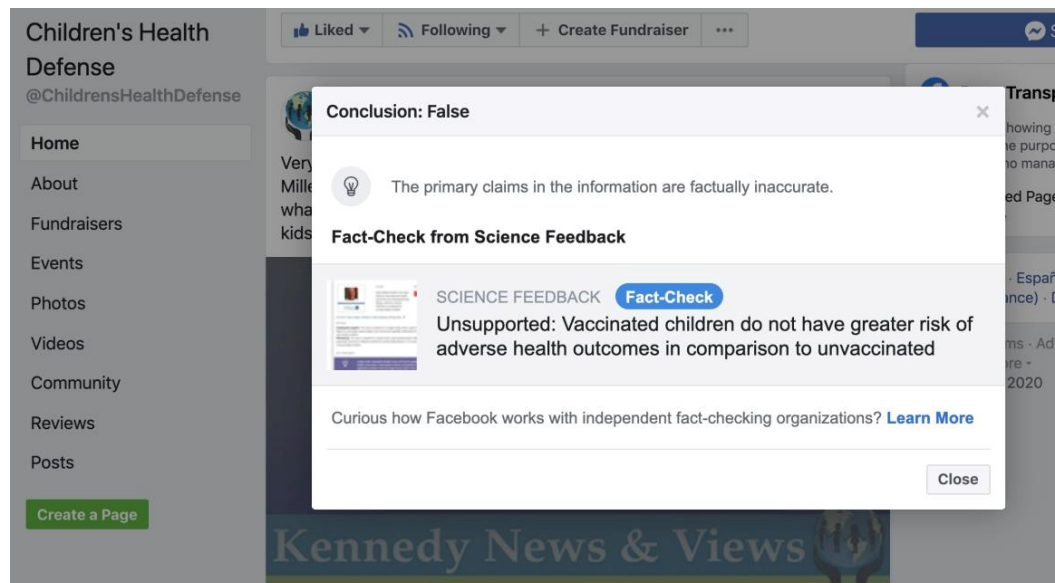 Children's Health
Defense
@ChildrensHealthDefense
Home
About
Fundraisers
Events
Photos
Videos
Community
Reviews
Posts
Create a Page
Liked
Following
+ Create Fundraiser
...
Very
kids
Conclusion: False
×
The primary claims in the information are factually inaccurate.
Fact-Check from Science Feedback
SCIENCE FEEDBACK Fact-Check
Unsupported: Vaccinated children do not have greater risk of
adverse health outcomes in comparison to unvaccinated
Curious how Facebook works with independent fact-checking organizations? Learn More
Close
Kennedy News & Views
2020